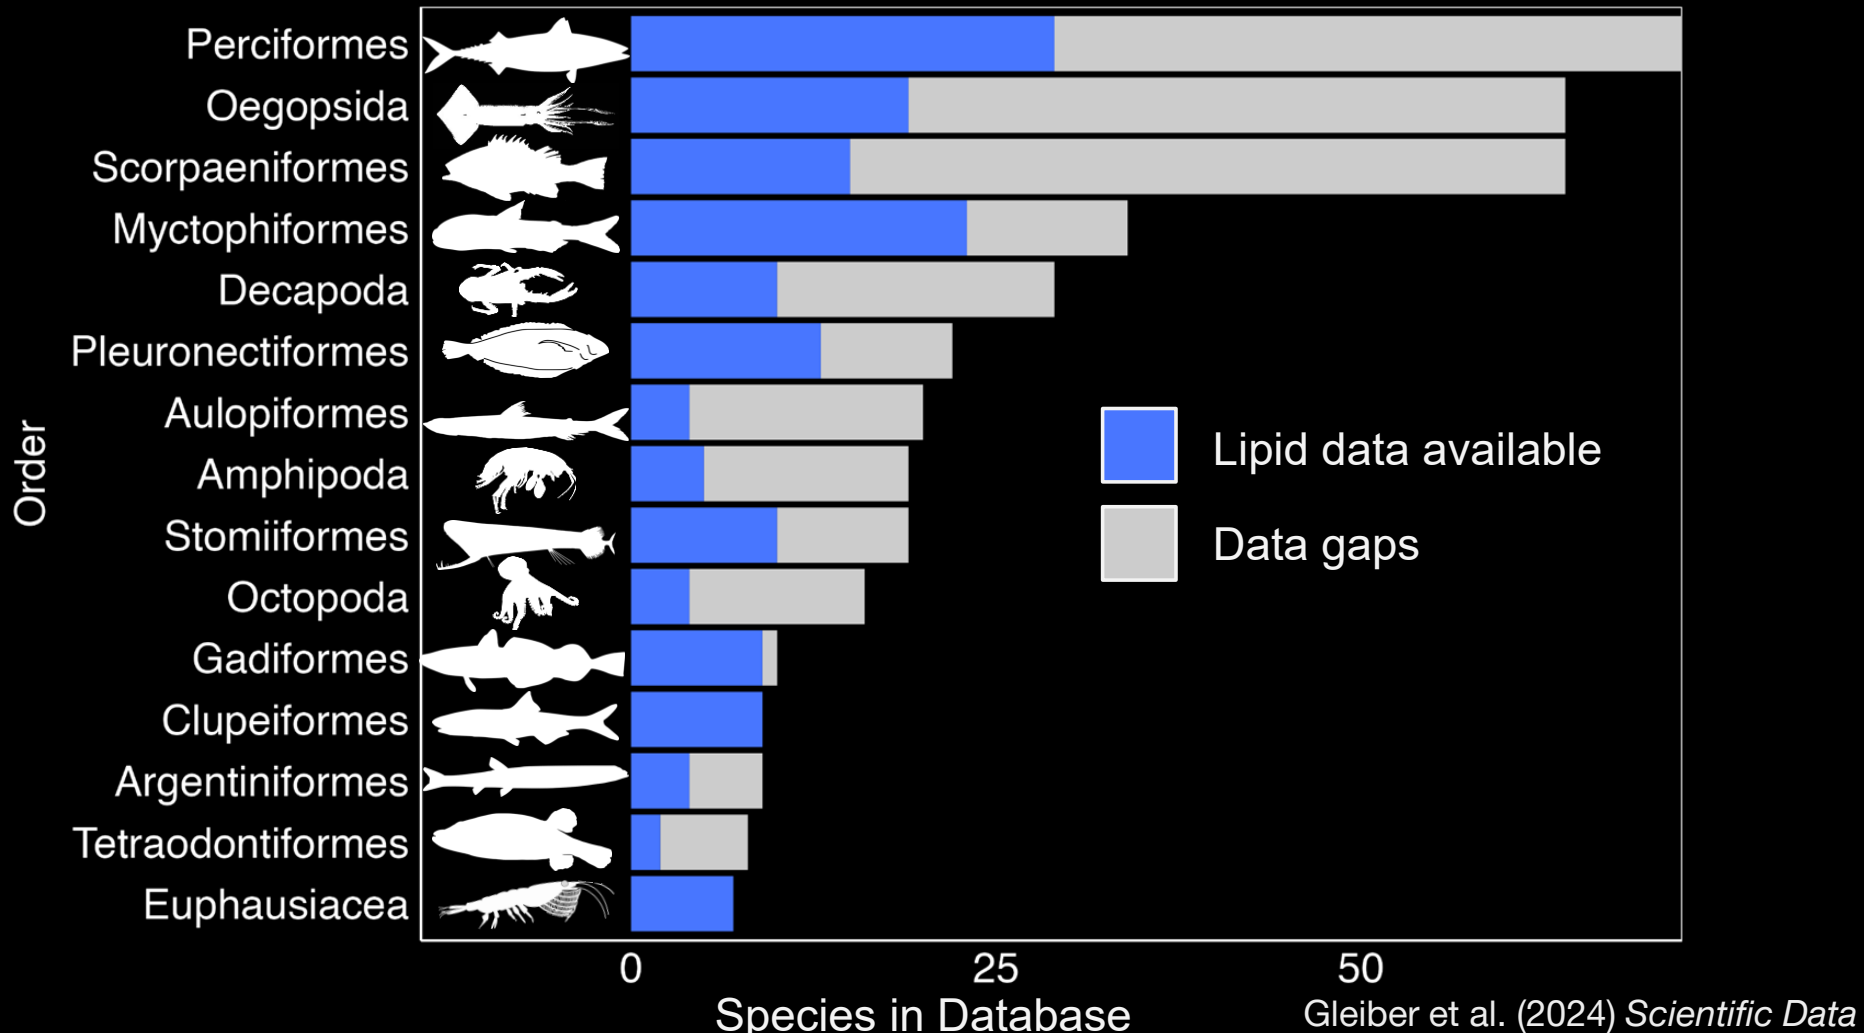 Perciformes
Oegopsida
Scorpaeniformes
Myctophiformes
Decapoda
Pleuronectiformes
Aulopiformes
Amphipoda
Stomiiformes
Octopoda
Gadiformes
Clupeiformes
Argentiniformes
Tetraodontiformes
Euphausiacea
Order
Lipid data available
Data gaps
0 25 50
Species in Database
Gleiber et al. (2024) Scientific Data